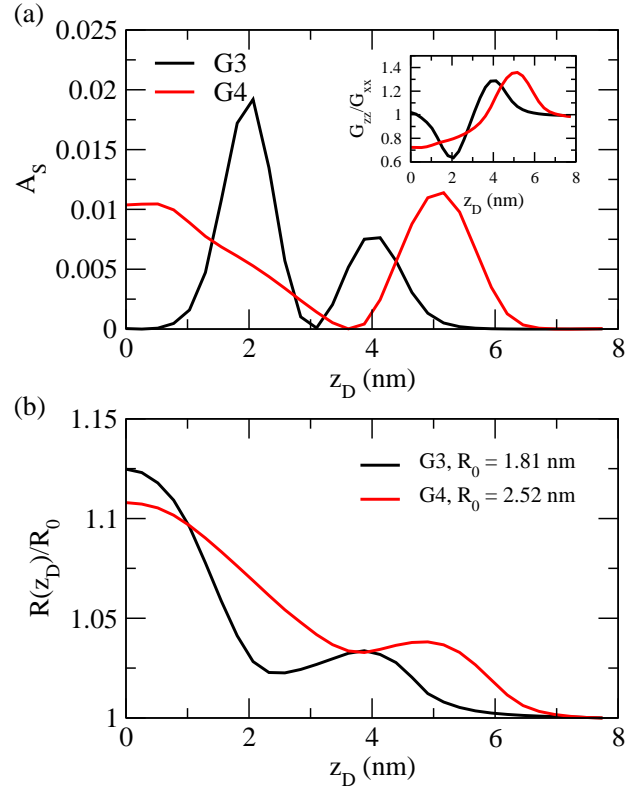 (a)
0.025
0.02
0.015
0.01
0.005
0
A_S
G3
G4
1.4
1.2
1
0.8
0.6
G_zz/G_xx
0 2 4 6 8
z_D (nm)
0 2 4 6 8
z_D (nm)
(b)
1.15
1.1
1.05
1
R(z_D)/R_0
G3, R_0 = 1.81 nm
G4, R_0 = 2.52 nm
0 2 4 6 8
z_D (nm)